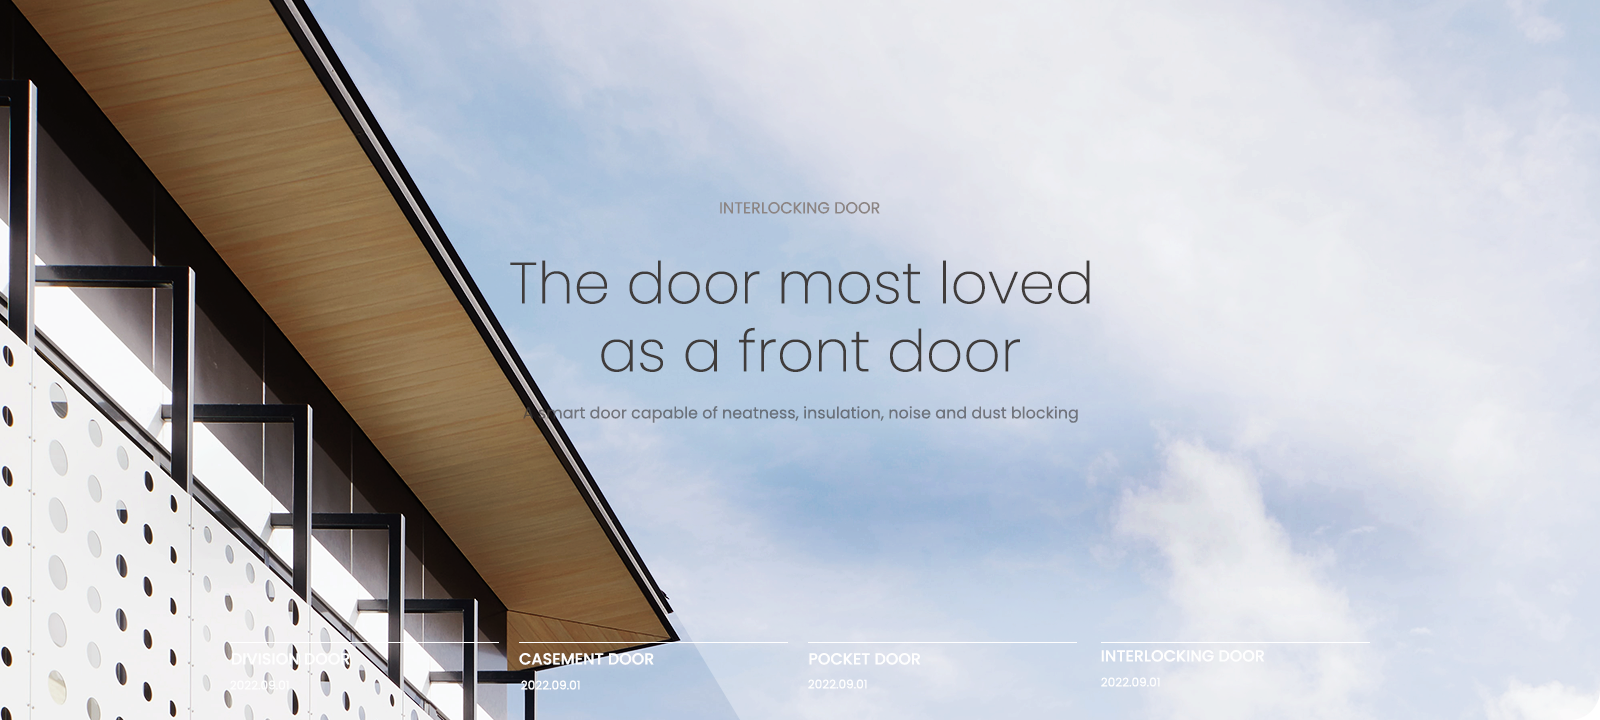 INTERLOCKING DOOR
The door most loved
as a front door
A smart door capable of neatness, insulation, noise and dust blocking
DIVISION DOOR
2022.09.01
CASEMENT DOOR
2022.09.01
POCKET DOOR
2022.09.01
INTERLOCKING DOOR
2022.09.01